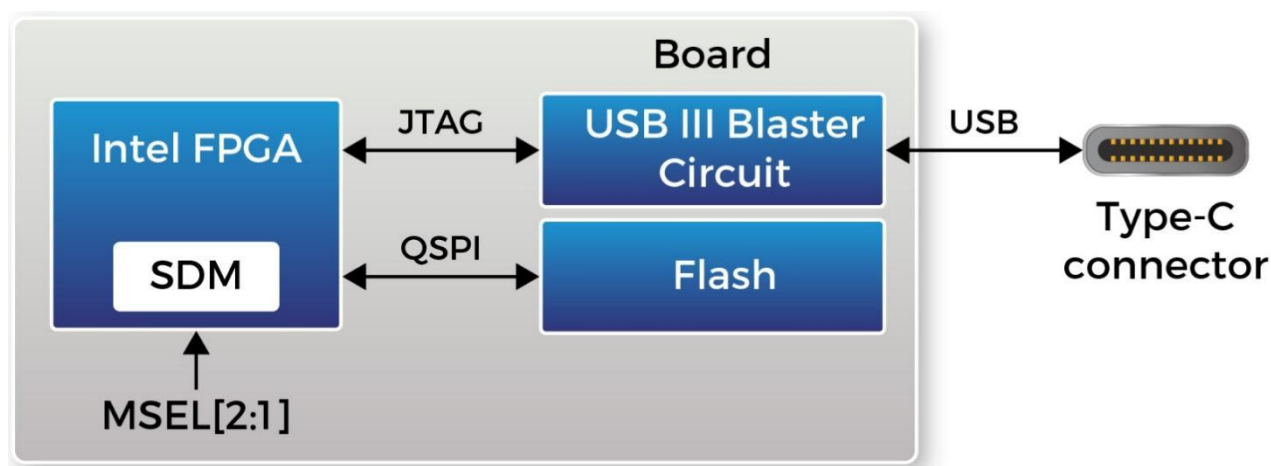 Board
Intel FPGA
SDM
MSEL[2:1]
JTAG
QSPI
USB III Blaster
Circuit
Flash
USB
Type-C
connector